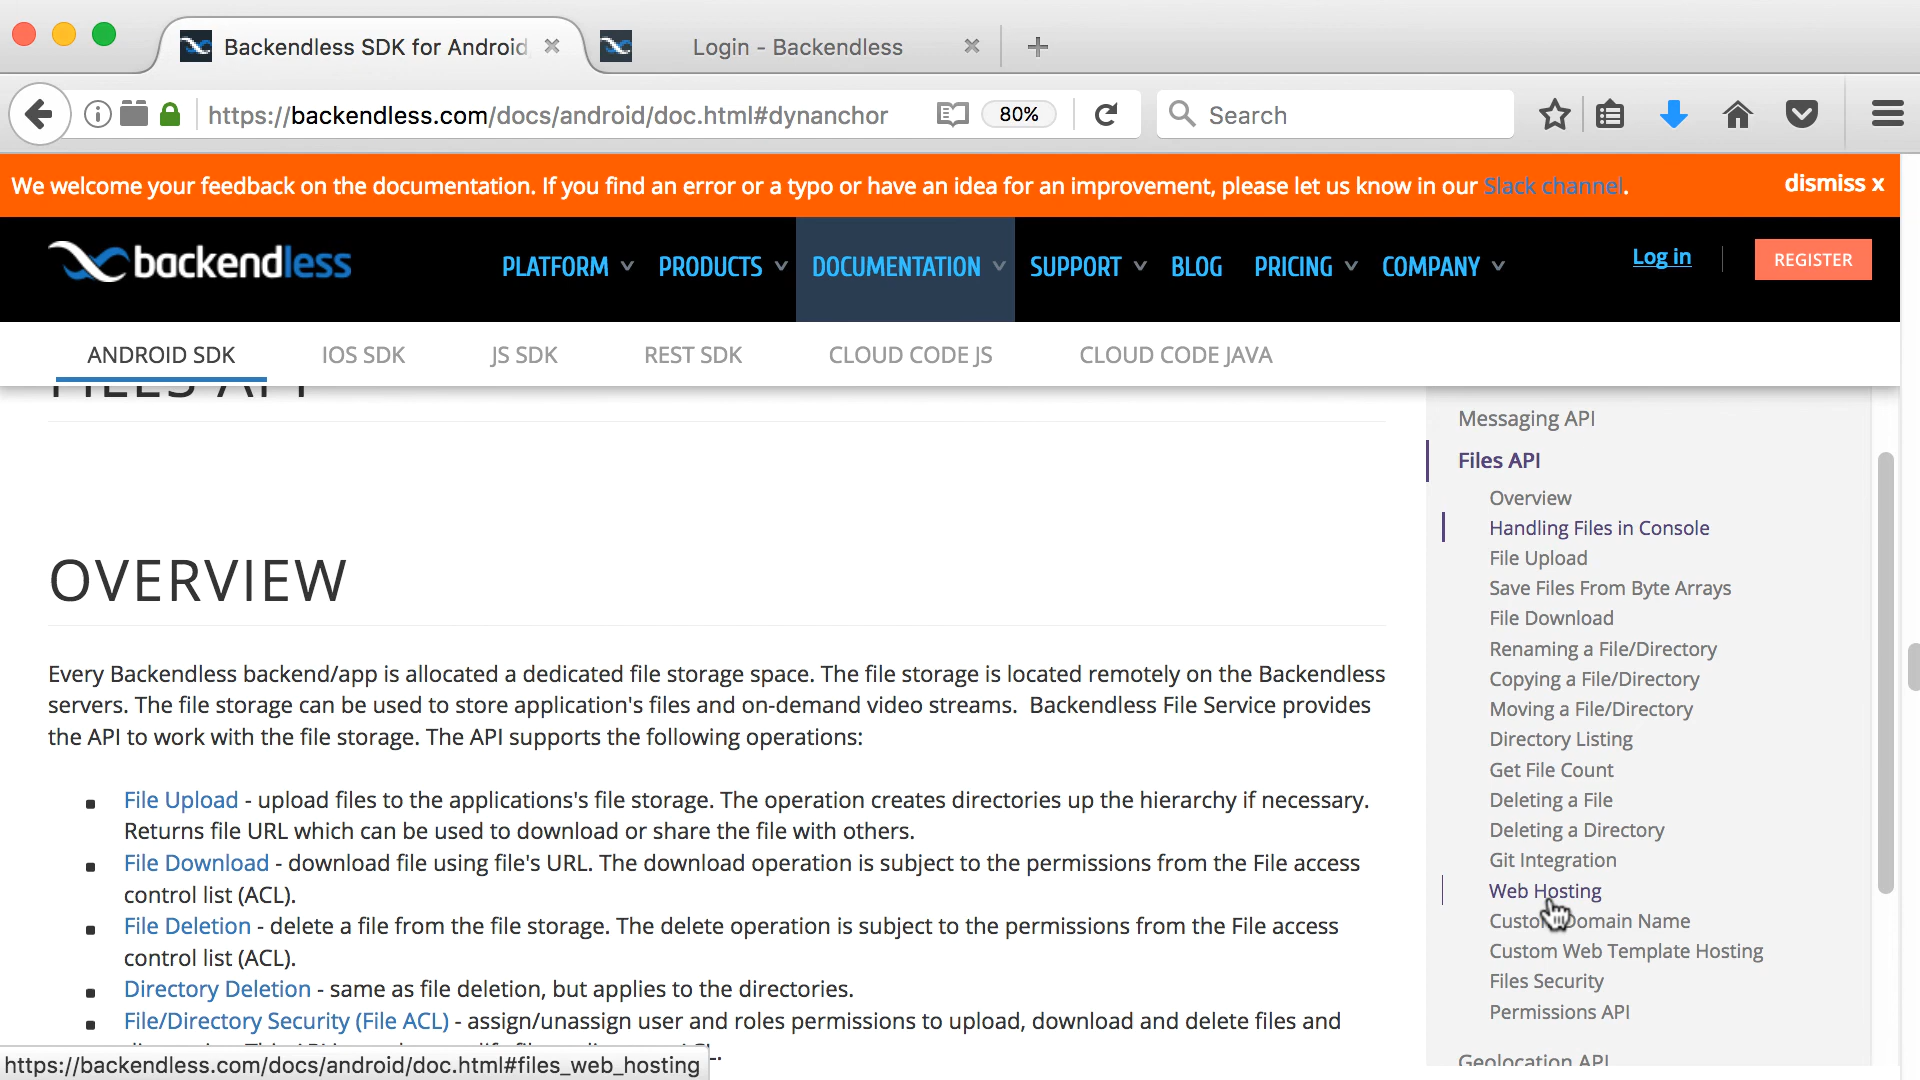 Backendless SDK for Android
Login - Backendless
https://backendless.com/docs/android/doc.html#dynanchor
80%
Search
We welcome your feedback on the documentation. If you find an error or a typo or have an idea for an improvement, please let us know in our Slack channel.
dismiss x
backendless
PLATFORM
PRODUCTS
DOCUMENTATION
SUPPORT
BLOG
PRICING
COMPANY
Log in
REGISTER
ANDROID SDK
IOS SDK
JS SDK
REST SDK
CLOUD CODE JS
CLOUD CODE JAVA
FILES API
OVERVIEW
Every Backendless backend/app is allocated a dedicated file storage space. The file storage is located remotely on the Backendless
servers. The file storage can be used to store application's files and on-demand video streams. Backendless File Service provides
the API to work with the file storage. The API supports the following operations:
File Upload - upload files to the applications's file storage. The operation creates directories up the hierarchy if necessary.
Returns file URL which can be used to download or share the file with others.
File Download - download file using file's URL. The download operation is subject to the permissions from the File access
control list (ACL).
File Deletion - delete a file from the file storage. The delete operation is subject to the permissions from the File access
control list (ACL).
Directory Deletion - same as file deletion, but applies to the directories.
File/Directory Security (File ACL) - assign/unassign user and roles permissions to upload, download and delete files and
Messaging API
Files API
Overview
Handling Files in Console
File Upload
Save Files From Byte Arrays
File Download
Renaming a File/Directory
Copying a File/Directory
Moving a File/Directory
Directory Listing
Get File Count
Deleting a File
Deleting a Directory
Git Integration
Web Hosting
Custom Domain Name
Custom Web Template Hosting
Files Security
Permissions API
Geolocation API
https://backendless.com/docs/android/doc.html#files_web_hosting